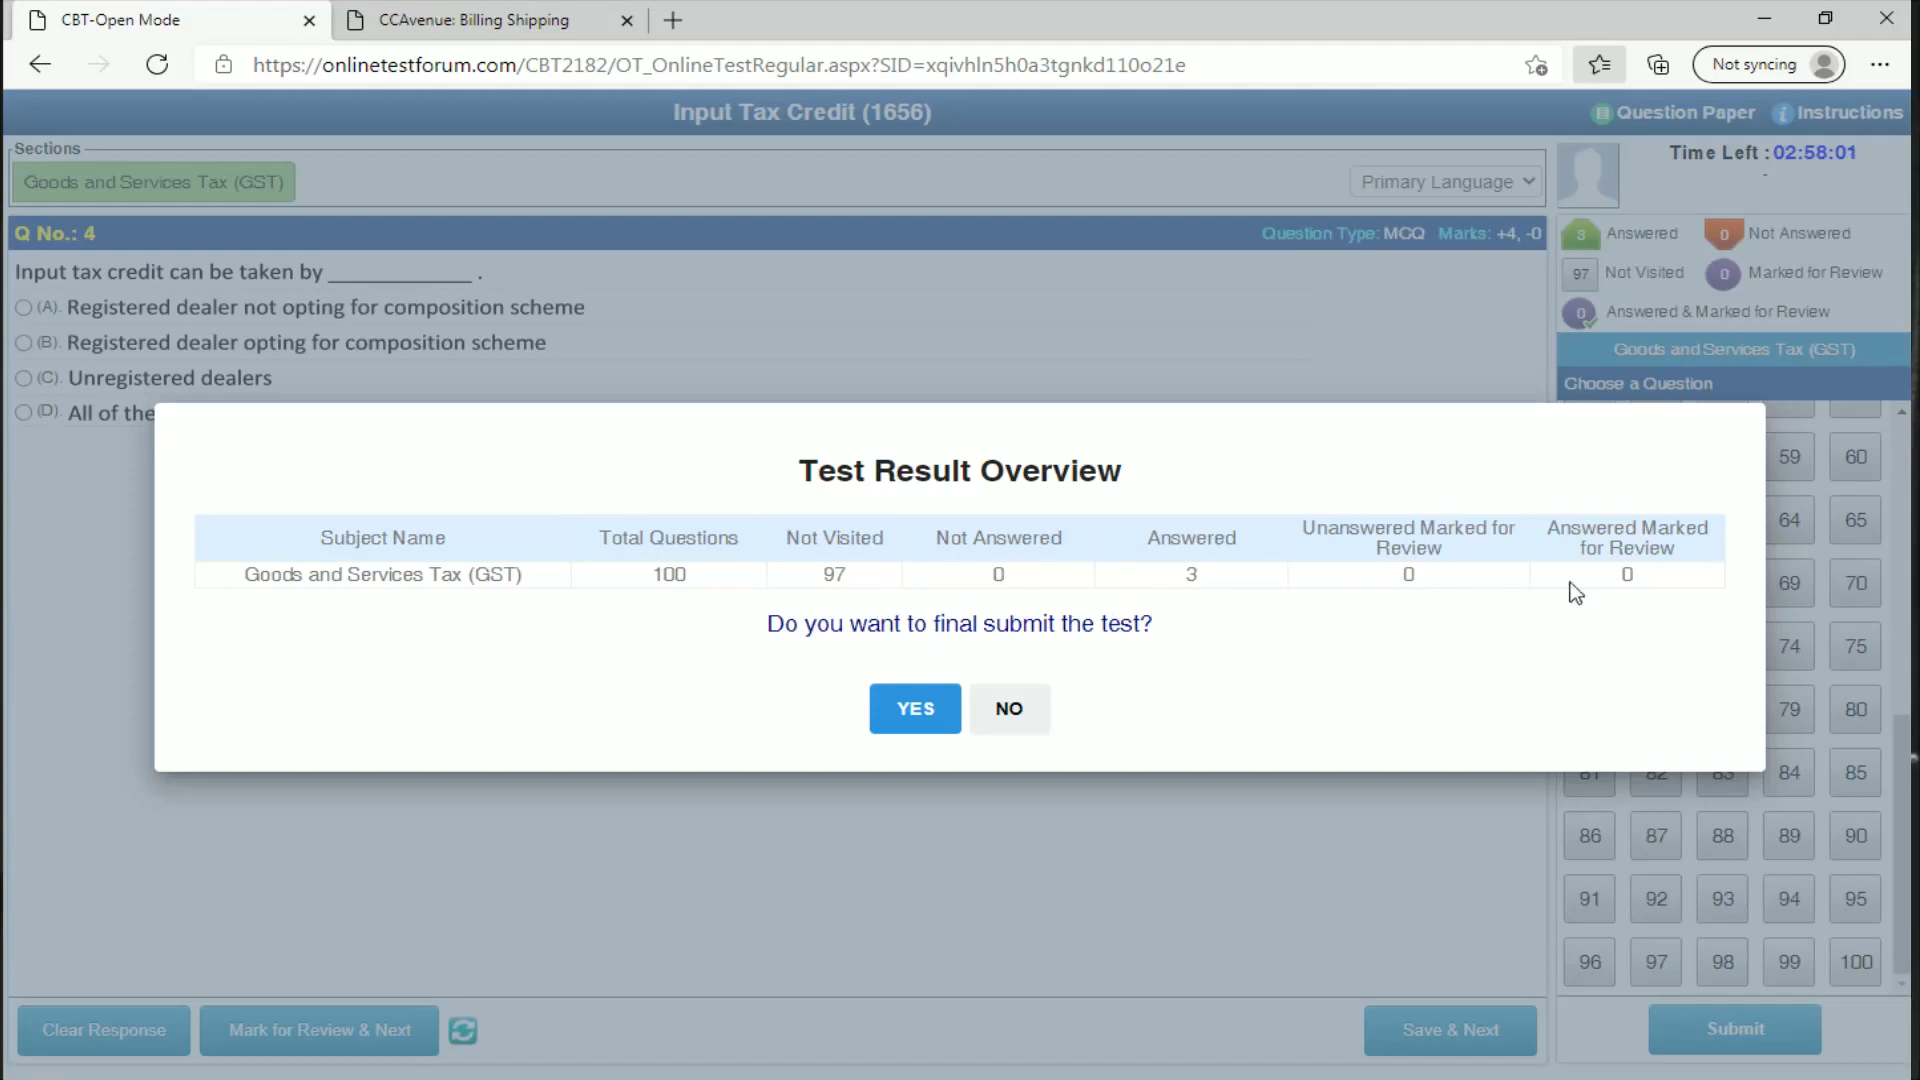 CBT-Open Mode
CCAvenue: Billing Shipping
https://onlinetestforum.com/CBT2182/OT_OnlineTestRegular.aspx?SID=xqivhln5h0a3tgnkd110o21e
Not syncing
Input Tax Credit (1656)
Question Paper
Instructions
Sections
Goods and Services Tax (GST)
Primary Language
Time Left : 02:58:01
-
Q No.: 4
Question Type: MCQ Marks: +4, -0
3 Answered
0 Not Answered
97 Not Visited
0 Marked for Review
0 Answered & Marked for Review
Goods and Services Tax (GST)
Choose a Question
Input tax credit can be taken by _____________ .
(A). Registered dealer not opting for composition scheme
(B). Registered dealer opting for composition scheme
(C). Unregistered dealers
(D). All of the
Test Result Overview
Subject Name Total Questions Not Visited Not Answered Answered Unanswered Marked for Review Answered Marked for Review
Goods and Services Tax (GST) 100 97 0 3 0 0
Do you want to final submit the test?
YES NO
59 60
64 65
69 70
74 75
79 80
81 82 83 84 85
86 87 88 89 90
91 92 93 94 95
96 97 98 99 100
Clear Response
Mark for Review & Next
Save & Next
Submit